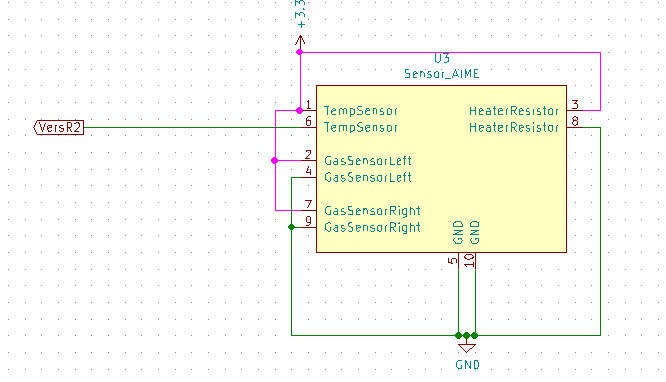 +3.3
U3
Sensor_AIME
1 TempSensor HeaterResistor 3
6 TempSensor HeaterResistor 8
VersR2
2 GasSensorLeft
4 GasSensorLeft
7 GasSensorRight
9 GasSensorRight
GND GND
5 10
GND